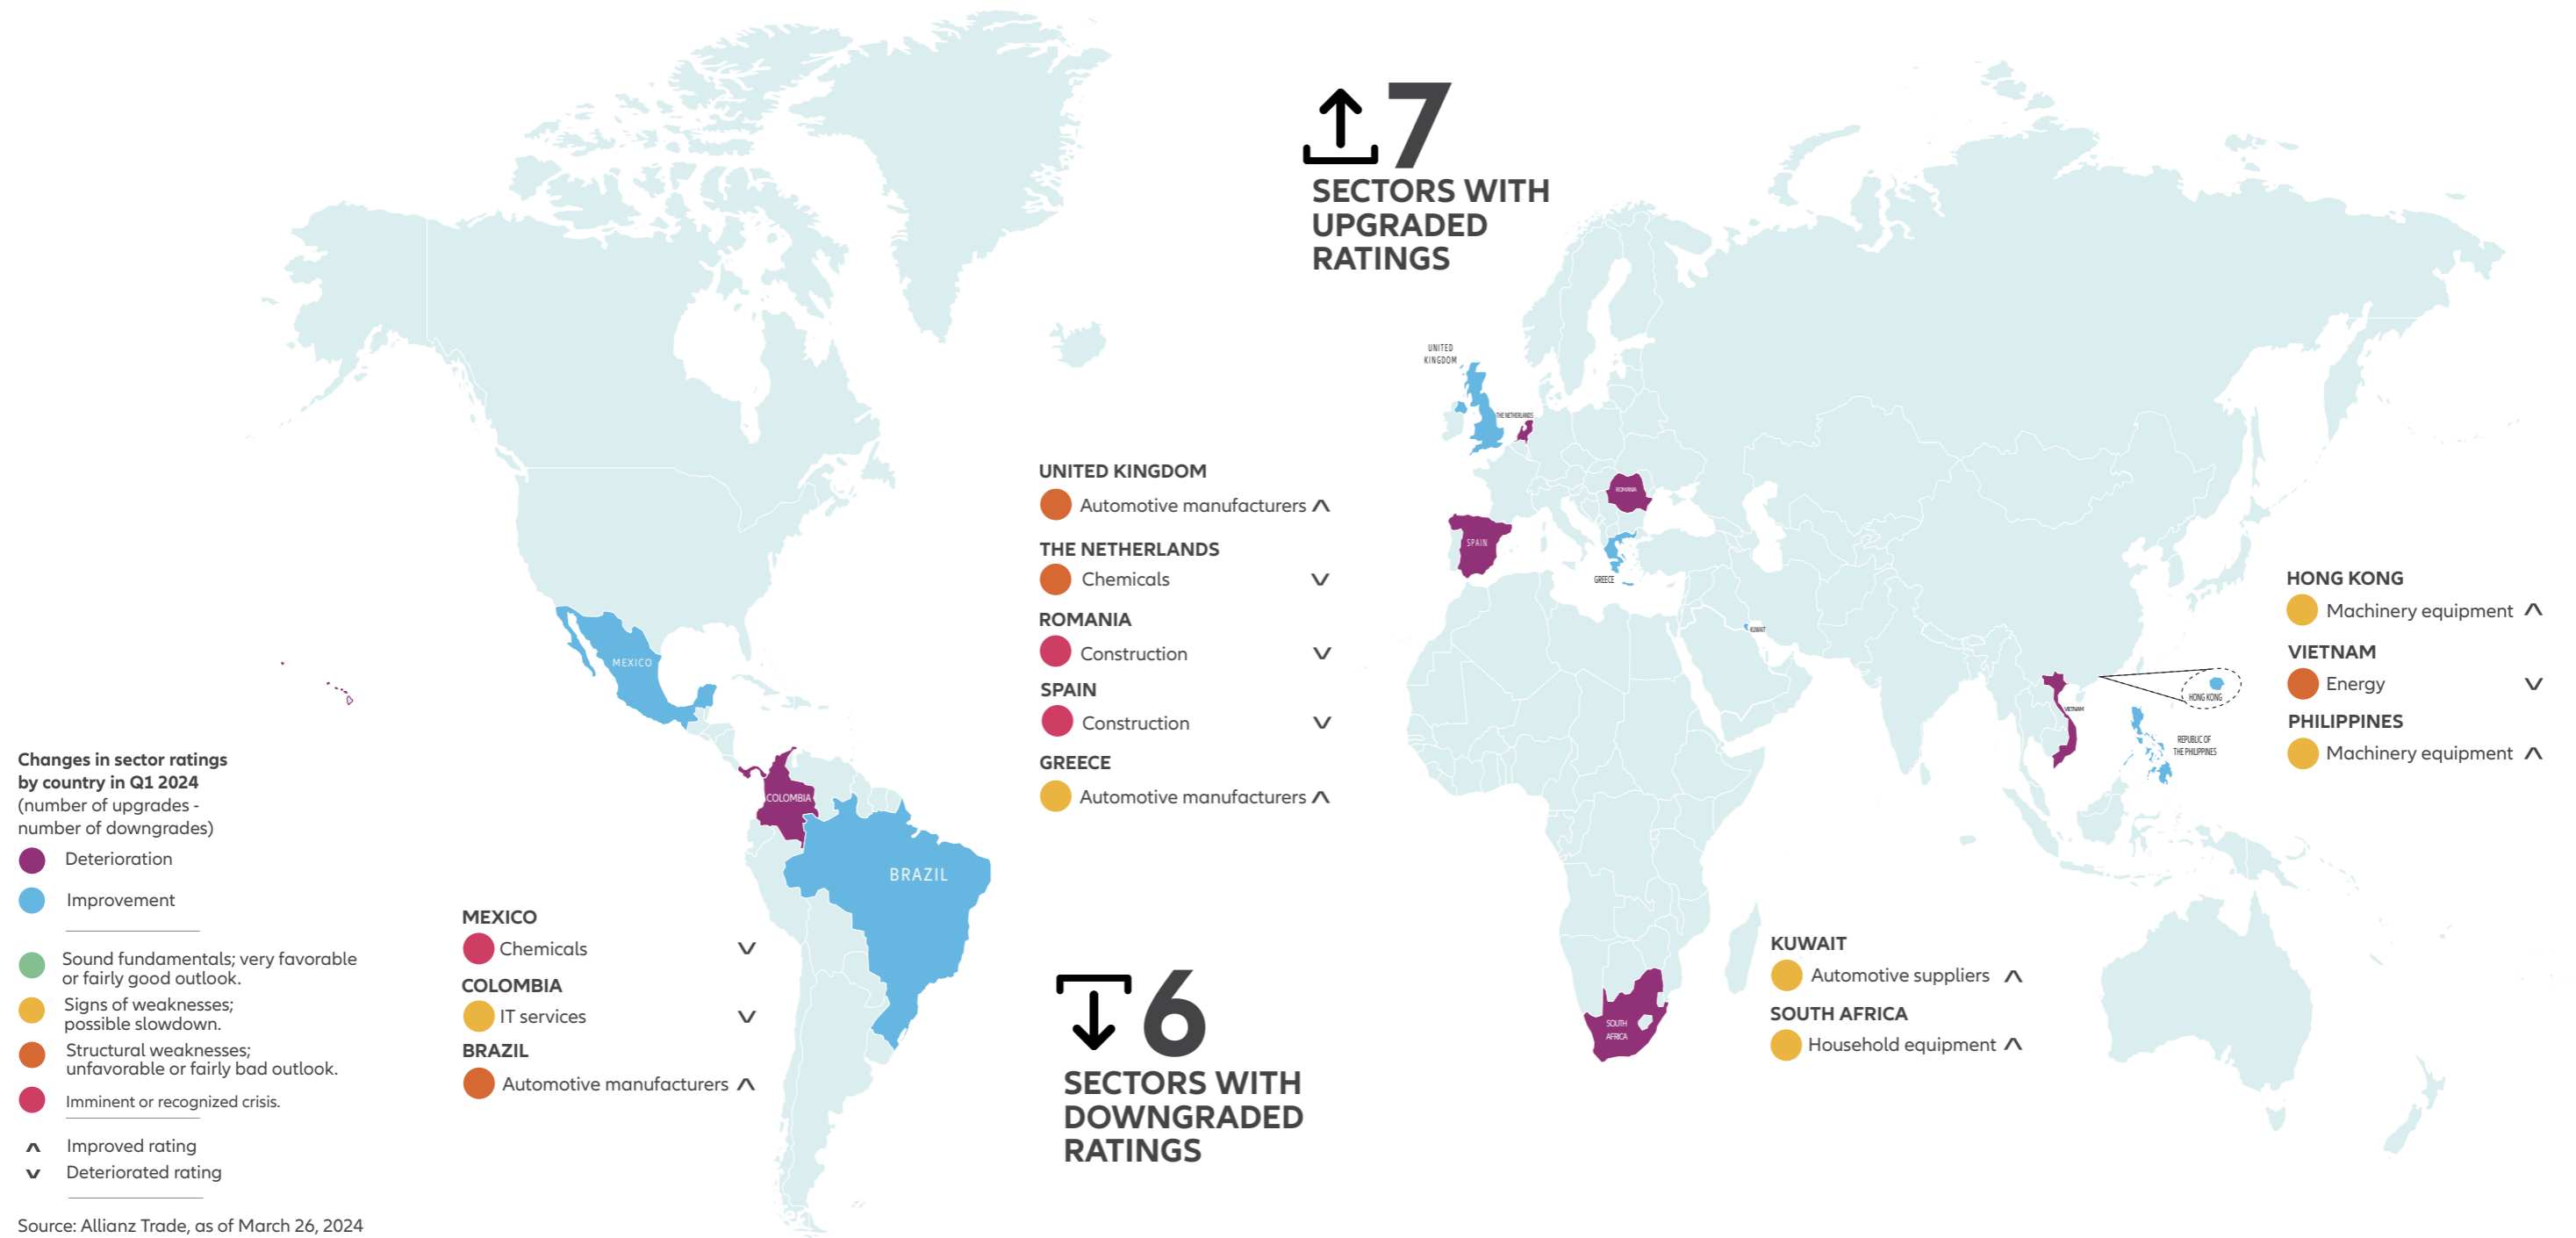 7
SECTORS WITH
UPGRADED
RATINGS
UNITED
KINGDOM
THE NETHERLANDS
ROMANIA
SPAIN
GREECE
KUWAIT
MEXICO
COLOMBIA
BRAZIL
SOUTH
AFRICA
VIETNAM
HONG KONG
REPUBLIC OF
THE PHILIPPINES
UNITED KINGDOM
Automotive manufacturers ʌ
THE NETHERLANDS
Chemicals v
ROMANIA
Construction v
SPAIN
Construction v
GREECE
Automotive manufacturers ʌ
HONG KONG
Machinery equipment ʌ
VIETNAM
Energy v
PHILIPPINES
Machinery equipment ʌ
Changes in sector ratings
by country in Q1 2024
(number of upgrades -
number of downgrades)
Deterioration
Improvement
Sound fundamentals; very favorable
or fairly good outlook.
Signs of weaknesses;
possible slowdown.
Structural weaknesses;
unfavorable or fairly bad outlook.
Imminent or recognized crisis.
ʌ Improved rating
v Deteriorated rating
Source: Allianz Trade, as of March 26, 2024
MEXICO
Chemicals v
COLOMBIA
IT services v
BRAZIL
Automotive manufacturers ʌ
6
SECTORS WITH
DOWNGRADED
RATINGS
KUWAIT
Automotive suppliers ʌ
SOUTH AFRICA
Household equipment ʌ